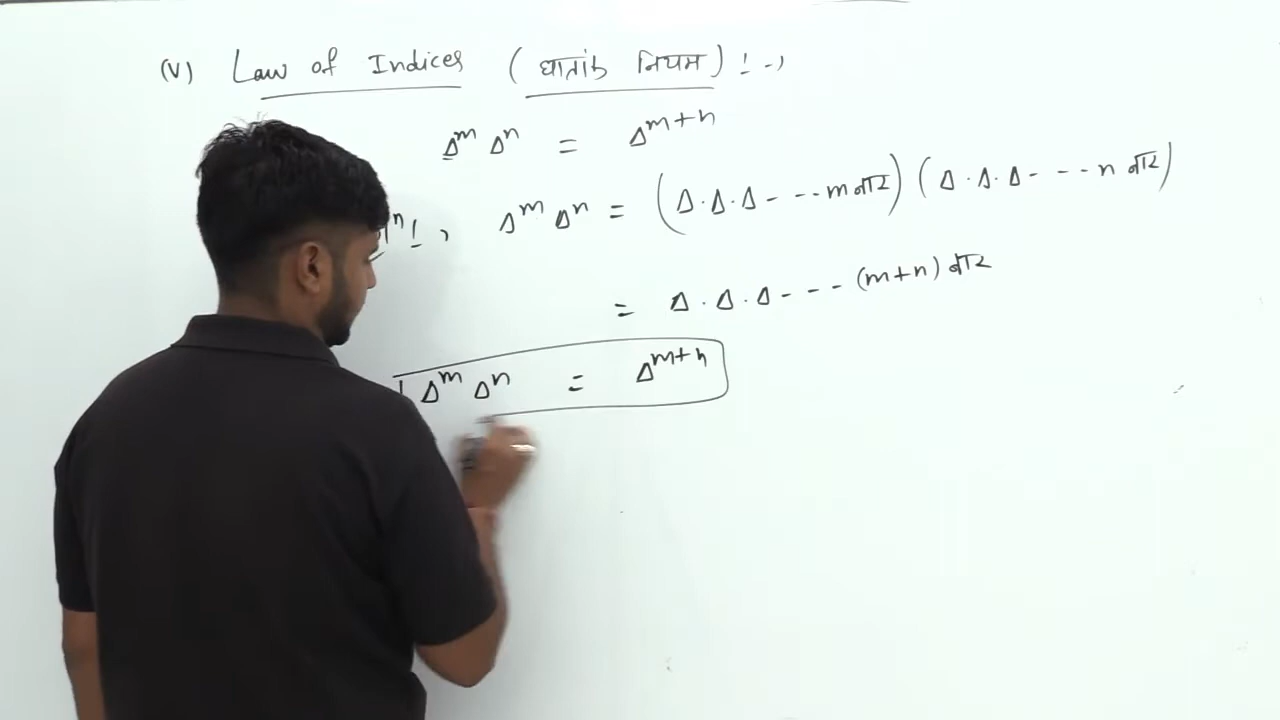 (V) Law of Indices (घातांक नियम) :-,
Δ^m Δ^n = Δ^{m+n}
Δ^m Δ^n = (Δ.Δ.Δ---- m बार) (Δ.Δ.Δ---- n बार)
= Δ.Δ.Δ---- (m+n) बार
Δ^m Δ^n = Δ^{m+n}